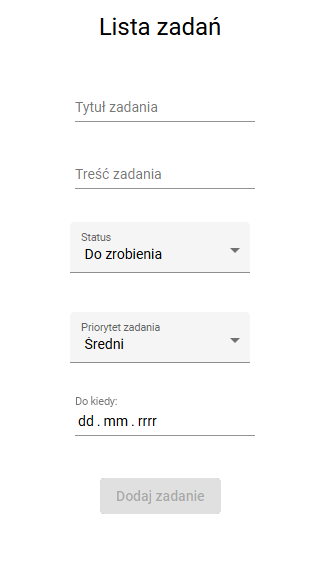 Lista zadań
Tytuł zadania
Treść zadania
Status
Do zrobienia
Priorytet zadania
Średni
Do kiedy:
dd . mm . rrrr
Dodaj zadanie